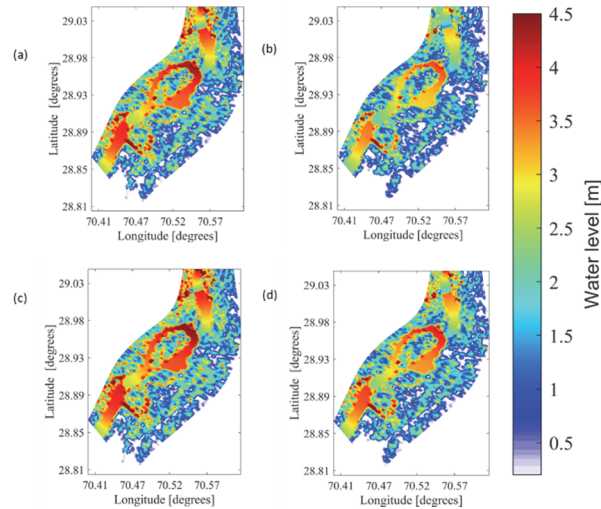 (a)
29.03
28.98
28.93
28.89
28.85
28.81
Latitude [degrees]
70.41 70.47 70.52 70.57
Longitude [degrees]
(b)
29.03
28.98
28.93
28.89
28.85
28.81
Latitude [degrees]
70.41 70.47 70.52 70.57
Longitude [degrees]
(c)
29.03
28.98
28.93
28.89
28.85
28.81
Latitude [degrees]
70.41 70.47 70.52 70.57
Longitude [degrees]
(d)
29.03
28.98
28.93
28.89
28.85
28.81
Latitude [degrees]
70.41 70.47 70.52 70.57
Longitude [degrees]
4.5
4
3.5
3
2.5
2
1.5
1
0.5
Water level [m]